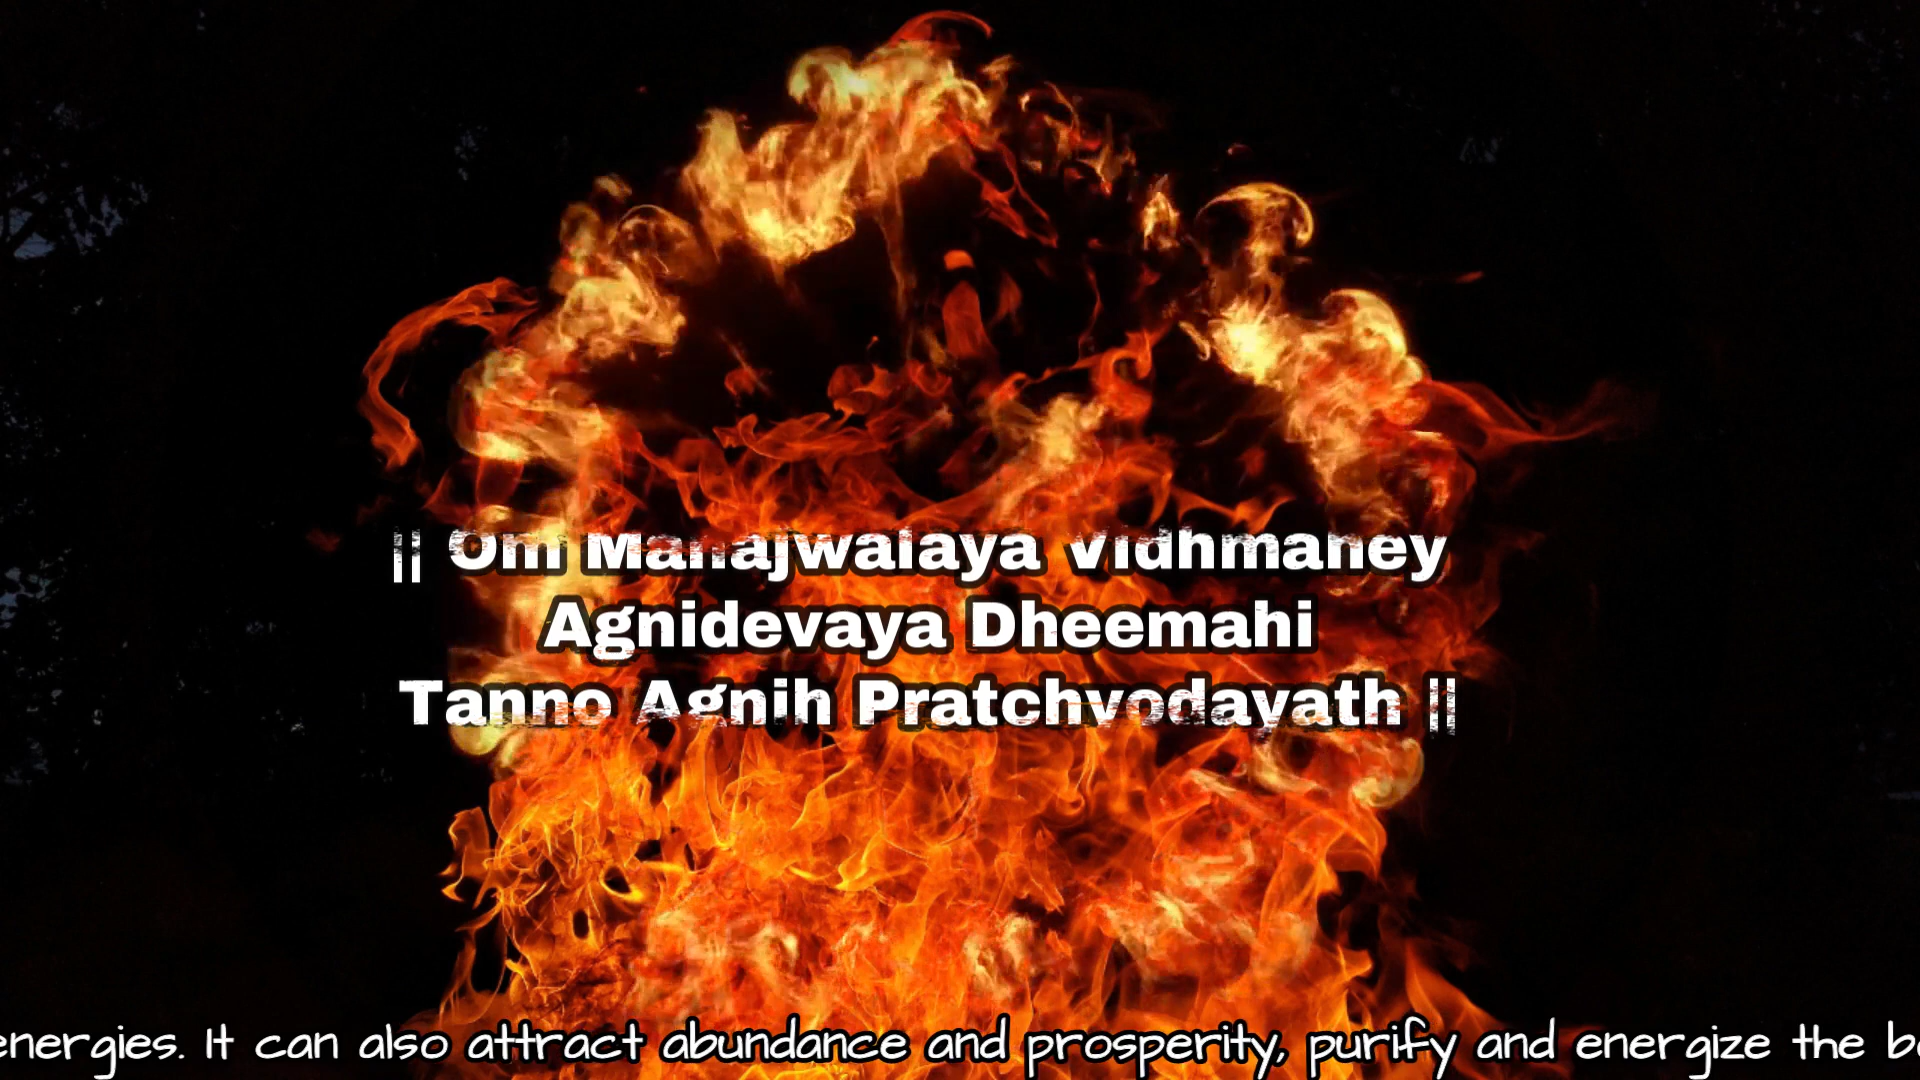 || Om Mahajwalaya Vidhmahey
Agnidevaya Dheemahi
Tanno Agnih Pratchyodayath ||
energies. It can also attract abundance and prosperity, purify and energize the